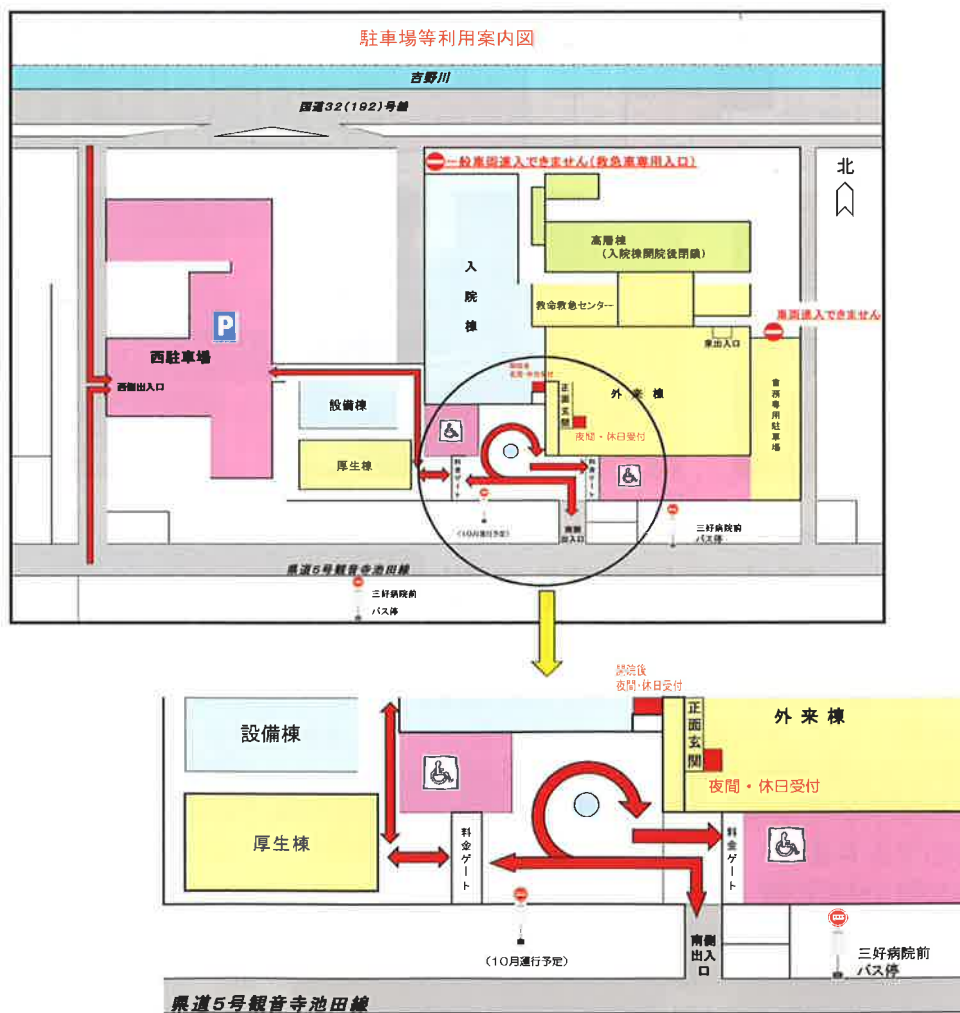 駐車場等利用案内図
吉野川
国道32(192)号線
一般車両進入できません(救急車専用入口)
北
高層棟
(入院棟開院後閉鎖)
入院棟
救命救急センター
車両進入できません
東出入口
P
西駐車場
西側出入口
設備棟
開院後
夜間・休日受付
正面玄関
外来棟
夜間・休日受付
厚生棟
料金ゲート
料金ゲート
(10月運行予定)
南側
出入口
三好病院前
バス停
県道5号観音寺池田線
三好病院前
バス停
開院後
夜間・休日受付
設備棟
正面玄関
外来棟
夜間・休日受付
厚生棟
料金ゲート
料金ゲート
(10月運行予定)
南側
出入口
三好病院前
バス停
県道5号観音寺池田線